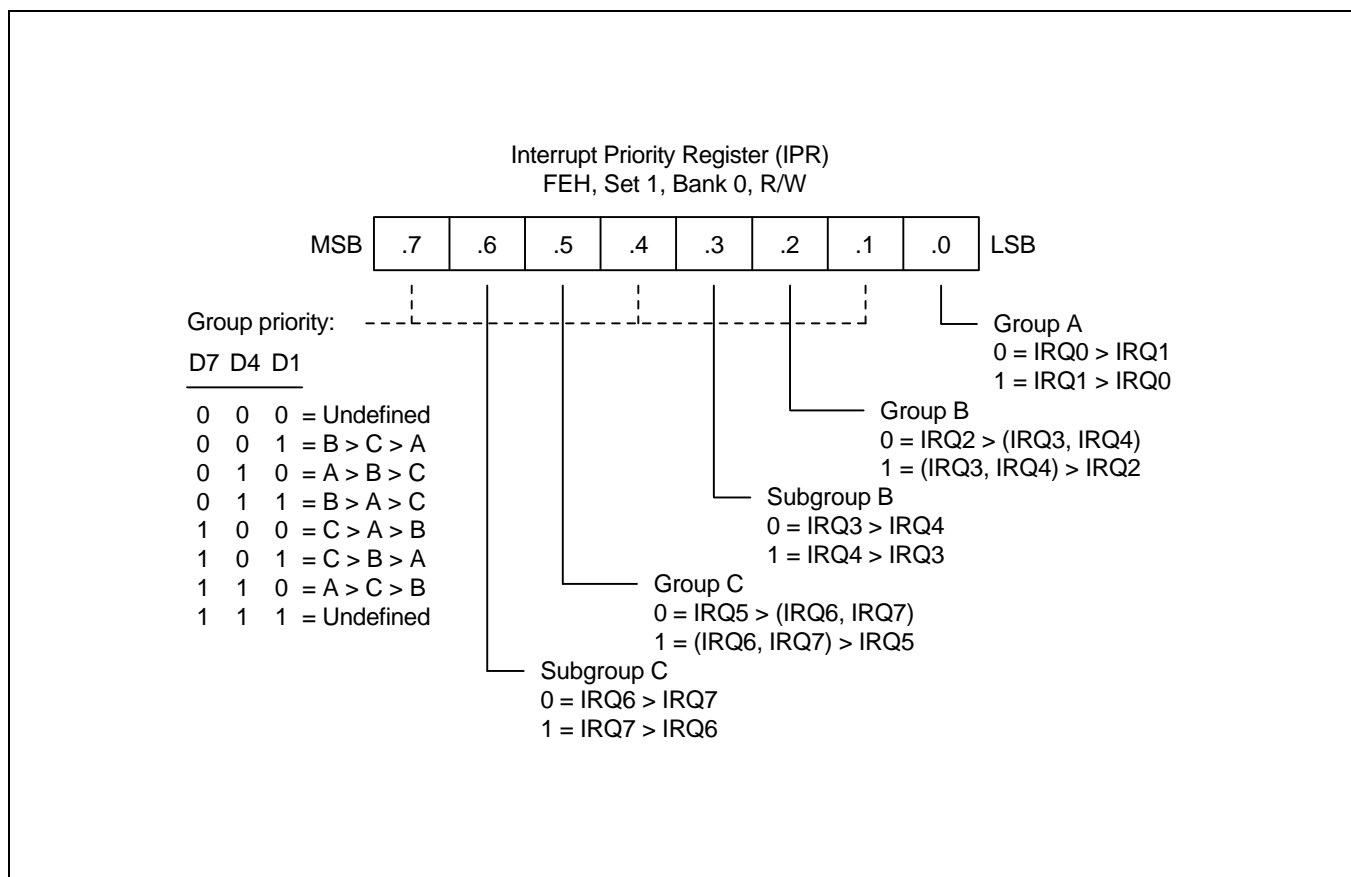 Interrupt Priority Register (IPR)
FEH, Set 1, Bank 0, R/W
MSB .7 .6 .5 .4 .3 .2 .1 .0 LSB
Group priority:
D7 D4 D1
0 0 0 = Undefined
0 0 1 = B > C > A
0 1 0 = A > B > C
0 1 1 = B > A > C
1 0 0 = C > A > B
1 0 1 = C > B > A
1 1 0 = A > C > B
1 1 1 = Undefined
Group A
0 = IRQ0 > IRQ1
1 = IRQ1 > IRQ0
Group B
0 = IRQ2 > (IRQ3, IRQ4)
1 = (IRQ3, IRQ4) > IRQ2
Subgroup B
0 = IRQ3 > IRQ4
1 = IRQ4 > IRQ3
Group C
0 = IRQ5 > (IRQ6, IRQ7)
1 = (IRQ6, IRQ7) > IRQ5
Subgroup C
0 = IRQ6 > IRQ7
1 = IRQ7 > IRQ6